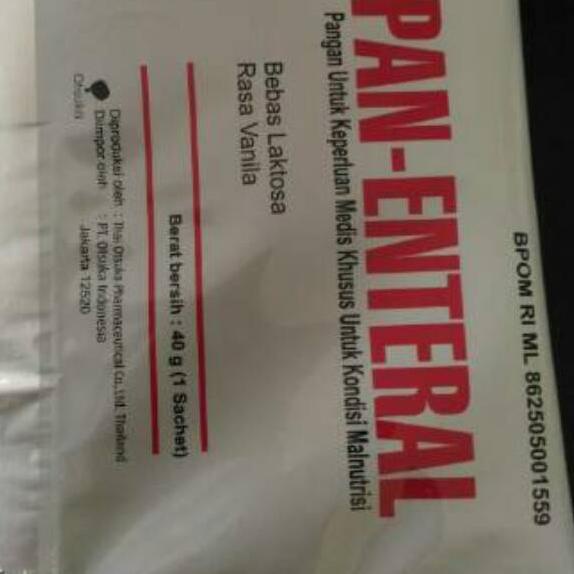 BPOM RI ML 862505001559
PAN-ENTERAL
Pangan Untuk Keperluan Medis Khusus Untuk Kondisi Malnutrisi
Bebas Laktosa
Rasa Vanila
Berat bersih : 40 g (1 Sachet)
Diproduksi oleh : Thai Otsuka Pharmaceutical Co., Ltd. Thailand
Diimpor oleh : PT. Otsuka Indonesia
Jakarta 12520
Otsuka